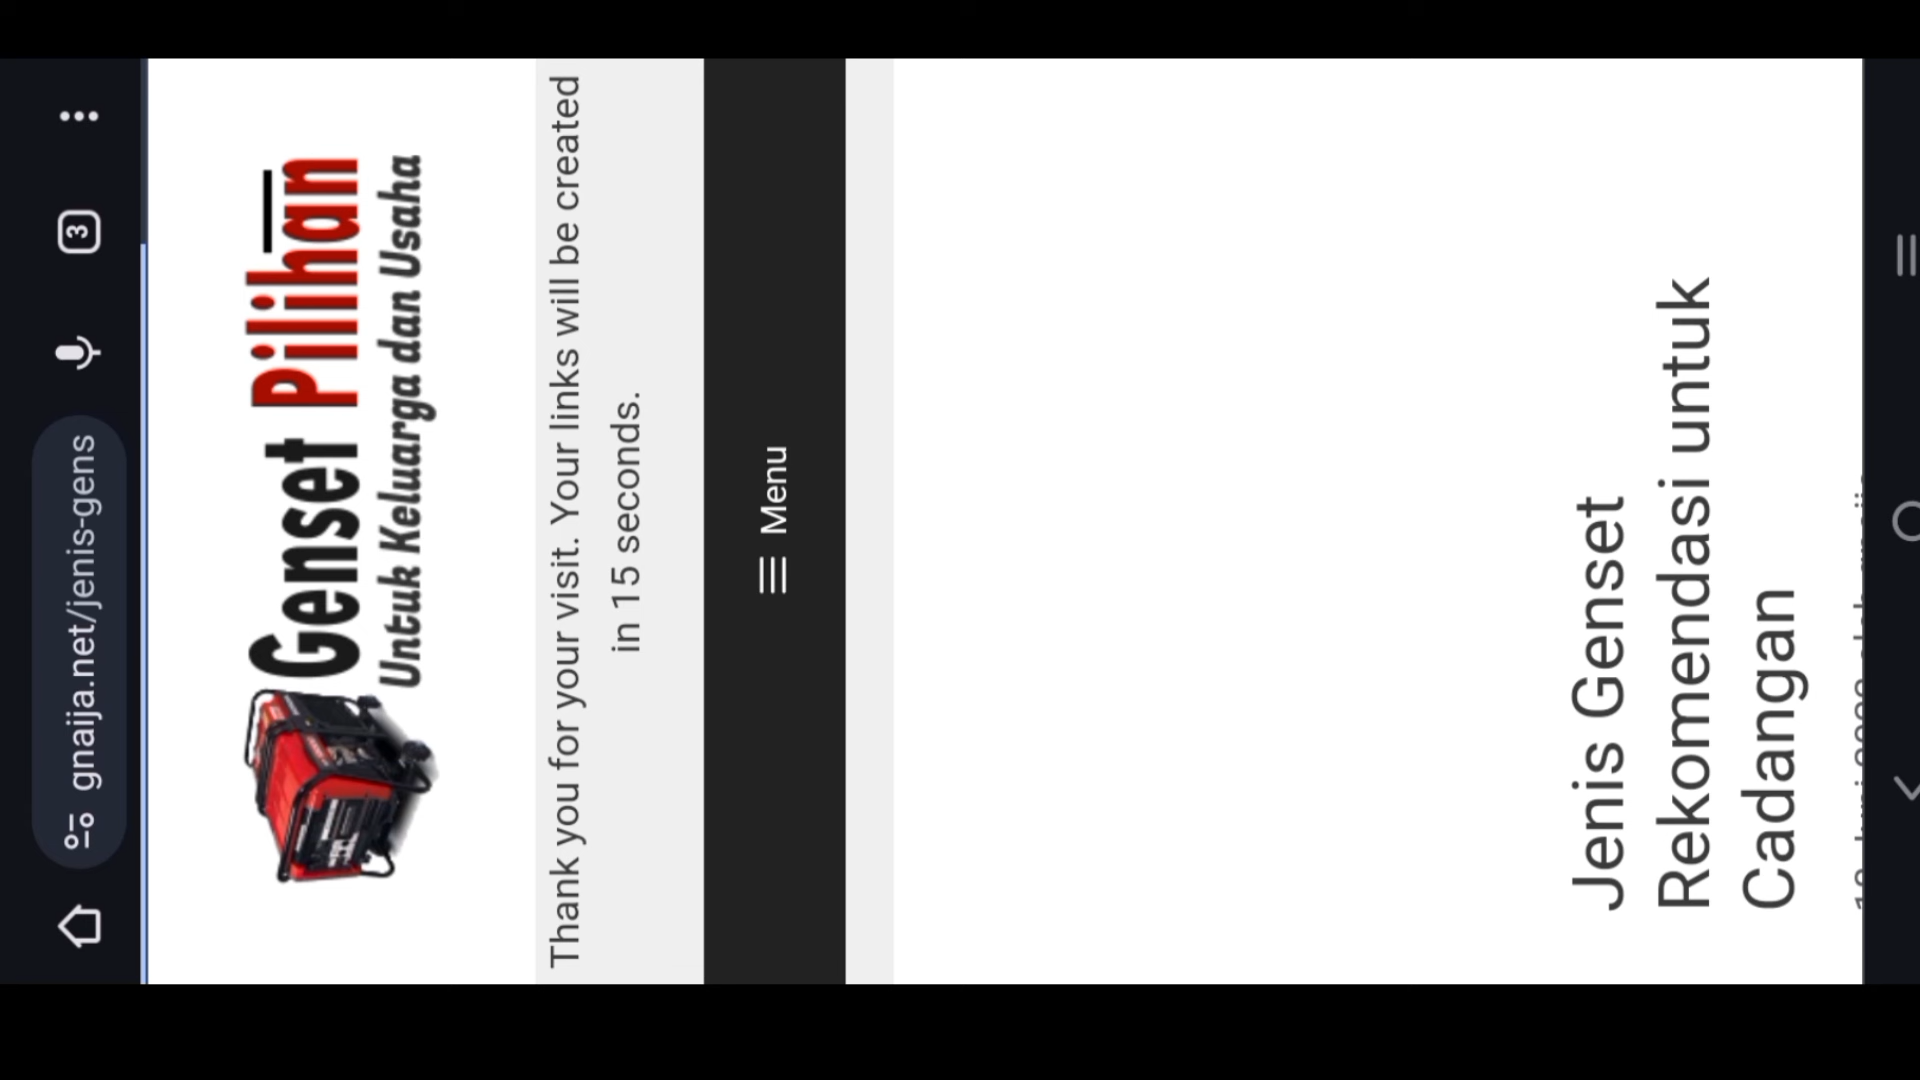 3
gnaija.net/jenis-gens
Genset Pilihan
Untuk Keluarga dan Usaha
Thank you for your visit. Your links will be created
in 15 seconds.
Menu
Jenis Genset
Rekomendasi untuk
Cadangan